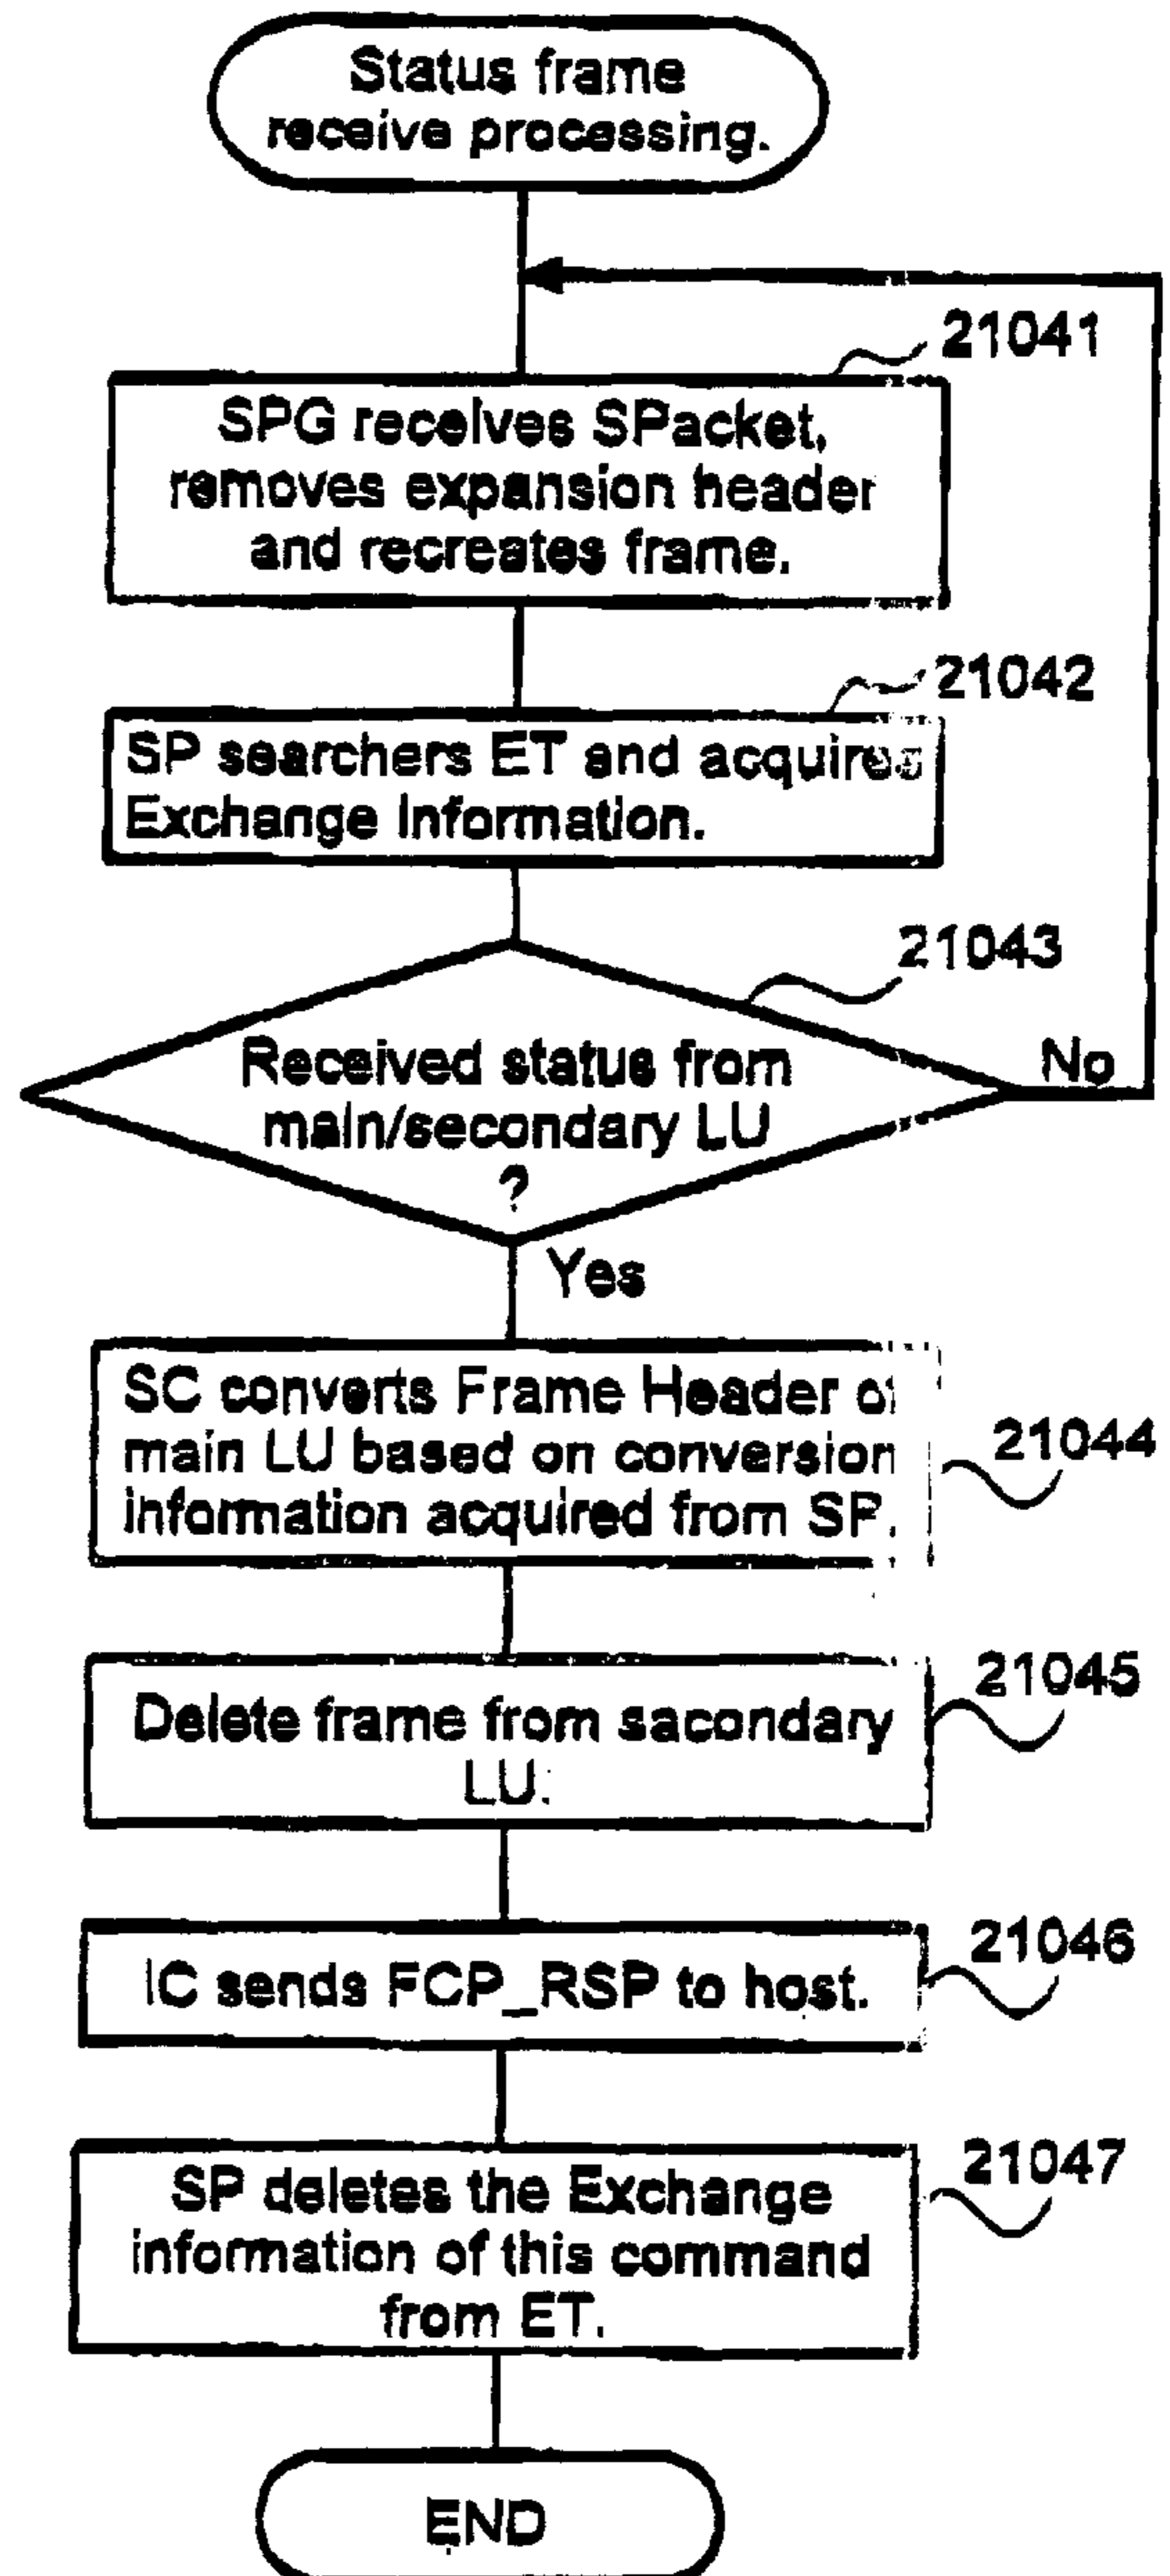 Status frame
receive processing.
21041
SPG receives SPacket,
removes expansion header
and recreates frame.
21042
SP searchers ET and acquires
Exchange Information.
21043
Received status from
main/secondary LU
?
No
Yes
SC converts Frame Header of
main LU based on conversion
information acquired from SP.
21044
21045
Delete frame from sacondary
LU.
21046
IC sends FCP_RSP to host.
21047
SP deletes the Exchange
information of this command
from ET.
END